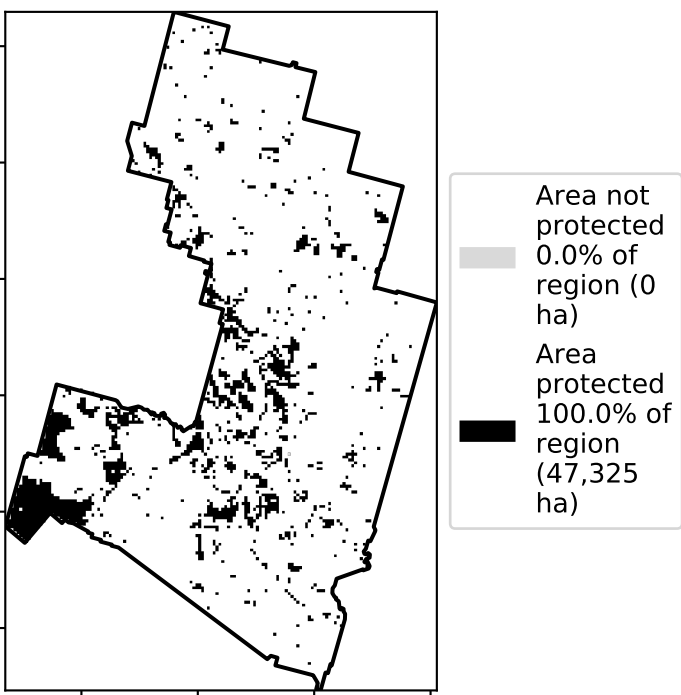 Area not
protected
0.0% of
region (0
ha)
Area
protected
100.0% of
region
(47,325
ha)